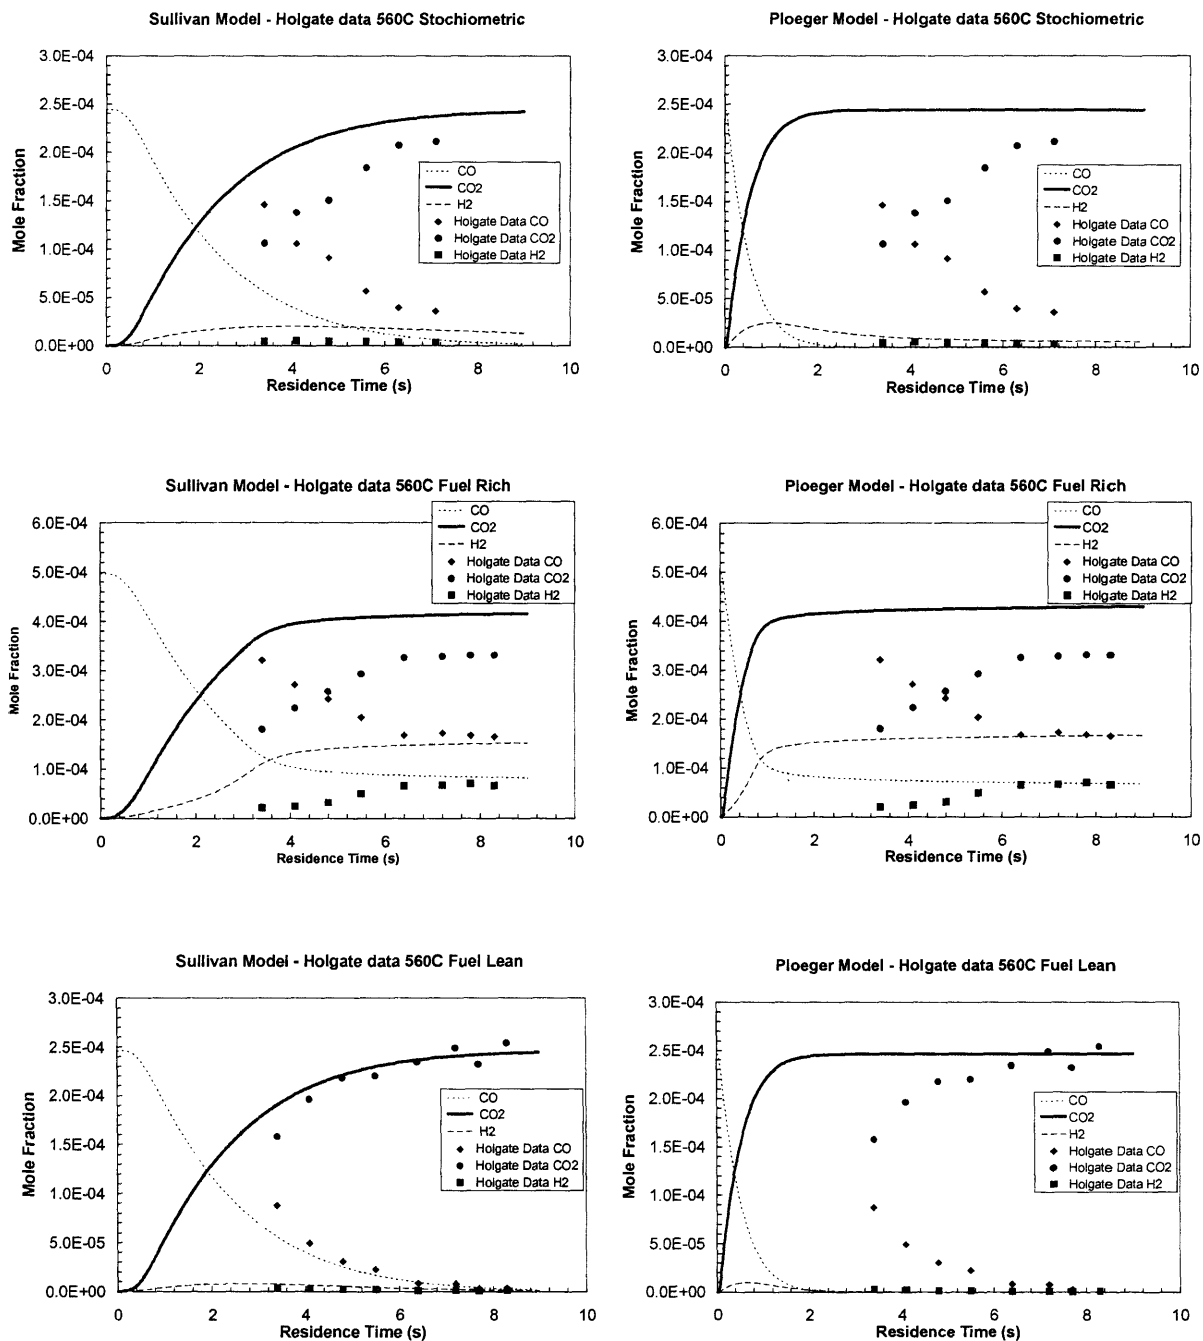 Sullivan Model - Holgate data 560C Stochiometric
3.0E-04
2.5E-04
2.0E-04
1.5E-04
1.0E-04
5.0E-05
0.0E+00
Mole Fraction
CO
CO2
H2
Holgate Data CO
Holgate Data CO2
Holgate Data H2
0 2 4 6 8 10
Residence Time (s)
Ploeger Model - Holgate data 560C Stochiometric
3.0E-04
2.5E-04
2.0E-04
1.5E-04
1.0E-04
5.0E-05
0.0E+00
Mole Fraction
CO
CO2
H2
Holgate Data CO
Holgate Data CO2
Holgate Data H2
0 2 4 6 8 10
Residence Time (s)
Sullivan Model - Holgate data 560C Fuel Rich
6.0E-04
5.0E-04
4.0E-04
3.0E-04
2.0E-04
1.0E-04
0.0E+00
Mole Fraction
CO
CO2
H2
Holgate Data CO
Holgate Data CO2
Holgate Data H2
0 2 4 6 8 10
Residence Time (s)
Ploeger Model - Holgate data 560C Fuel Rich
6.0E-04
5.0E-04
4.0E-04
3.0E-04
2.0E-04
1.0E-04
0.0E+00
Mole Fraction
CO
CO2
H2
Holgate Data CO
Holgate Data CO2
Holgate Data H2
0 2 4 6 8 10
Residence Time (s)
Sullivan Model - Holgate data 560C Fuel Lean
3.0E-04
2.5E-04
2.0E-04
1.5E-04
1.0E-04
5.0E-05
0.0E+00
Mole Fraction
CO
CO2
H2
Holgate Data CO
Holgate Data CO2
Holgate Data H2
0 2 4 6 8 10
Residence Time (s)
Ploeger Model - Holgate data 560C Fuel Lean
3.0E-04
2.5E-04
2.0E-04
1.5E-04
1.0E-04
5.0E-05
0.0E+00
Mole Fraction
CO
CO2
H2
Holgate Data CO
Holgate Data CO2
Holgate Data H2
0 2 4 6 8 10
Residence Time (s)